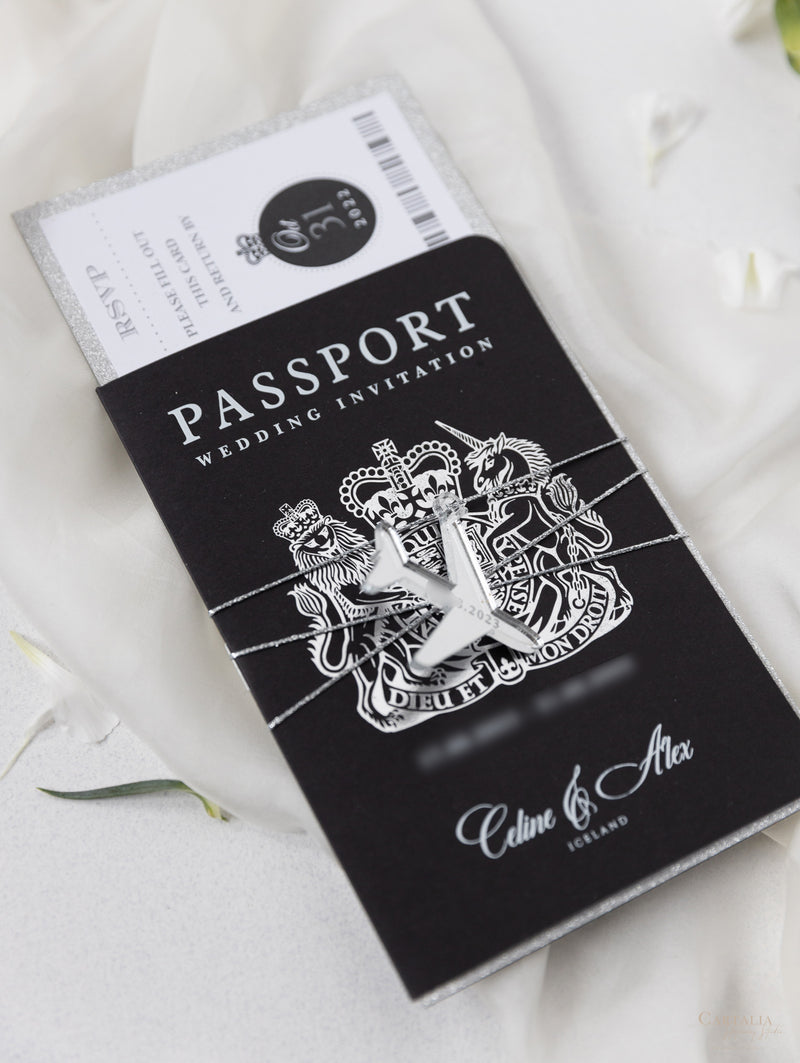 RSVP
PLEASE FILL OUT
THIS CARD
AND RETURN BY
31
2022
PASSPORT
WEDDING INVITATION
.2023
DIEU ET MON DROIT
Celine & Alex
ICELAND